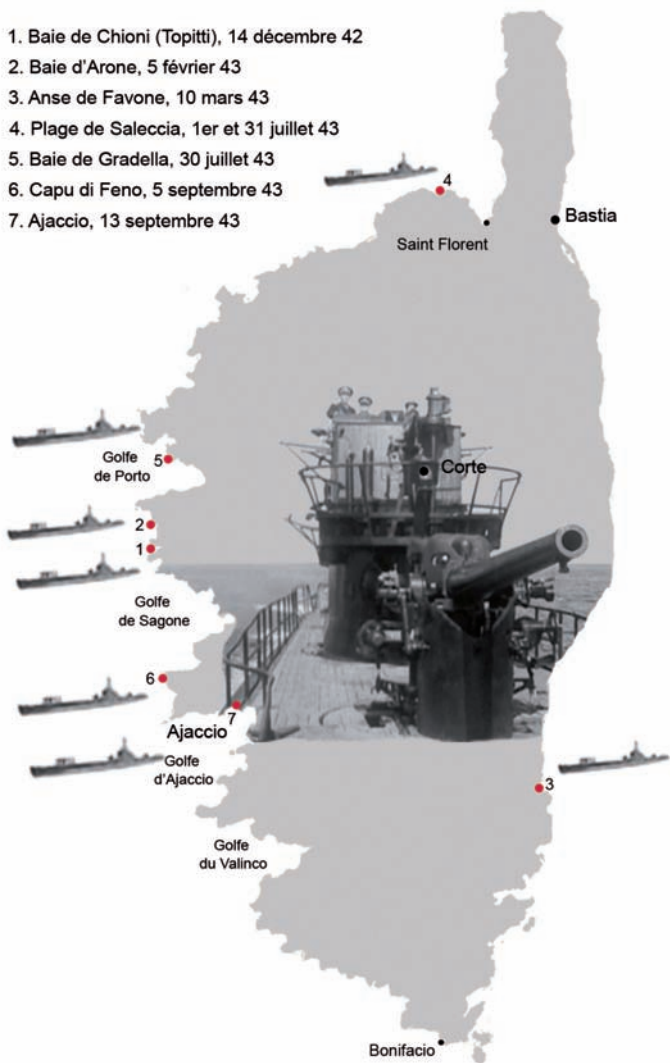 1. Baie de Chioni (Topitti), 14 décembre 42
2. Baie d'Arone, 5 février 43
3. Anse de Favone, 10 mars 43
4. Plage de Saleccia, 1er et 31 juillet 43
5. Baie de Gradella, 30 juillet 43
6. Capu di Feno, 5 septembre 43
7. Ajaccio, 13 septembre 43
4
Bastia
Saint Florent
Golfe
de Porto
5
Corte
2
1
Golfe
de Sagone
6
7
Ajaccio
Golfe
d'Ajaccio
3
Golfe
du Valinco
Bonifacio